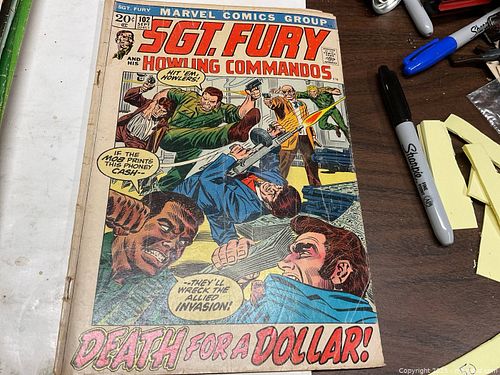 SGT. FURY
MARVEL COMICS GROUP
20¢
102
SEPT
SGT. FURY
AND HIS
HOWLING COMMANDOS
HIT 'EM,
HOWLERS!
IF THE
MOB PRINTS
THIS PHONEY
CASH--
--THEY'LL
WRECK THE
ALLIED
INVASION!
DEATH FOR A DOLLAR!
Sharpie
Sharpie